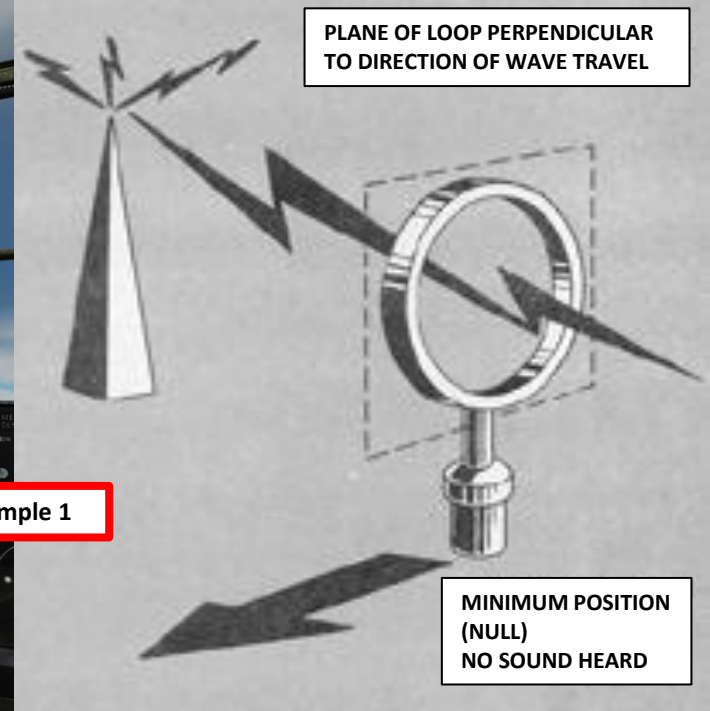 PLANE OF LOOP PERPENDICULAR
TO DIRECTION OF WAVE TRAVEL
mple 1
MINIMUM POSITION
(NULL)
NO SOUND HEARD